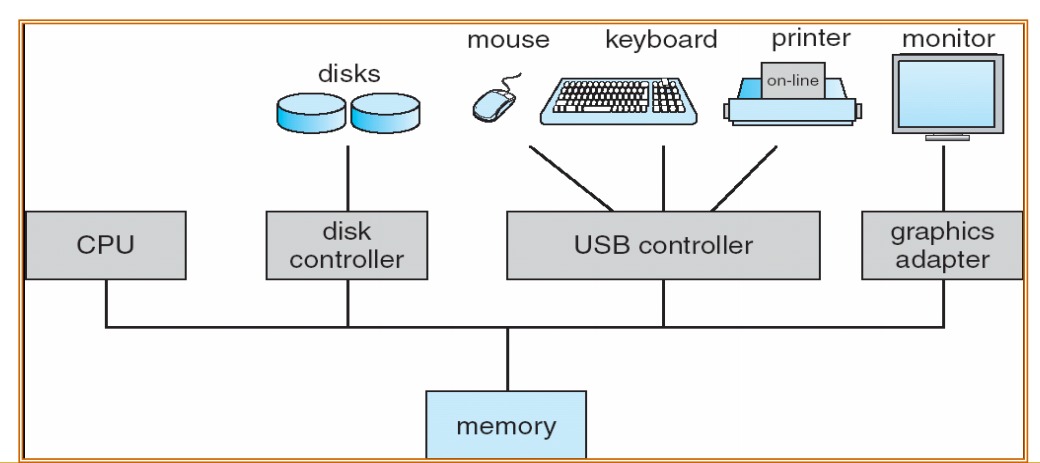 mouse
keyboard
printer
monitor
disks
on-line
CPU
disk
controller
USB controller
graphics
adapter
memory